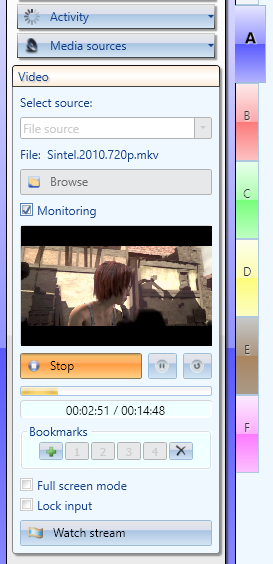 Activity
Media sources
Video
Select source:
File source
File: Sintel.2010.720p.mkv
Browse
Monitoring
Stop
00:02:51 / 00:14:48
Bookmarks
1 2 3 4
Full screen mode
Lock input
Watch stream
A
B
C
D
E
F